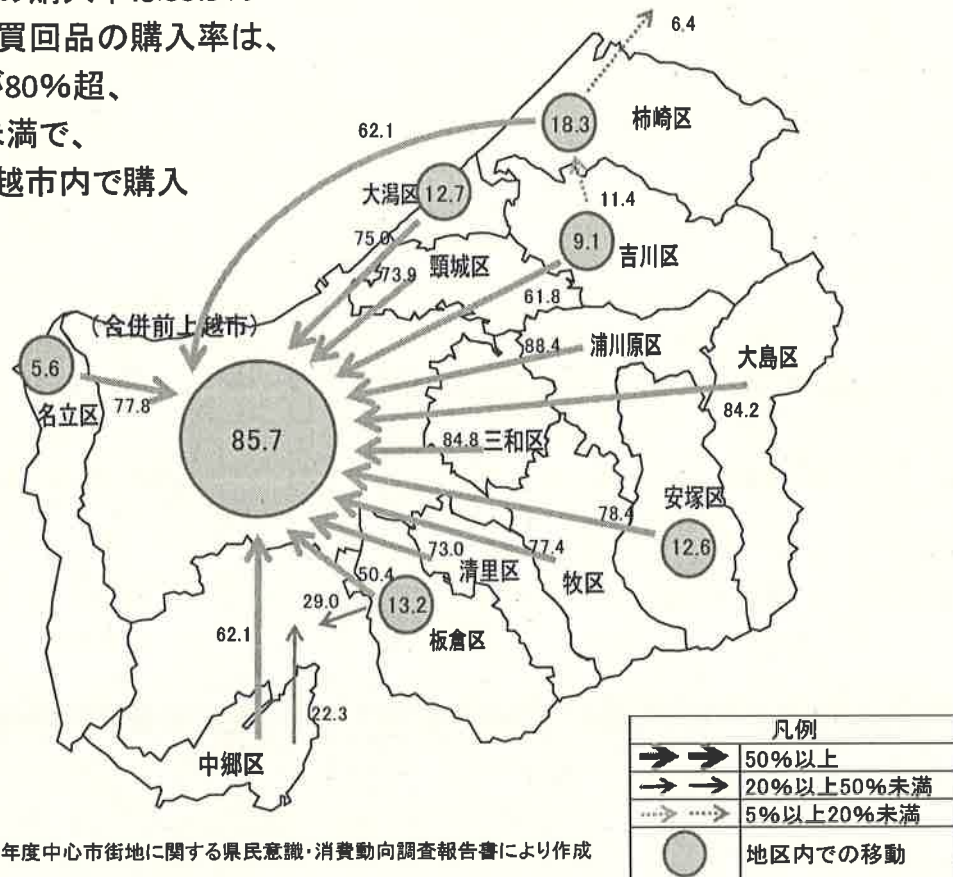 買回品の購入率は、
が80%超、
未満で、
越市内で購入
6.4
18.3
柿崎区
62.1
大潟区
12.7
11.4
9.1
吉川区
75.0
73.9
頸城区
61.8
(合併前上越市)
88.4
浦川原区
大島区
5.6
77.8
名立区
84.2
85.7
84.8
三和区
安塚区
78.4
12.6
73.0
77.4
清里区
牧区
50.4
13.2
29.0
板倉区
62.1
22.3
中郷区
凡例
50%以上
20%以上50%未満
5%以上20%未満
地区内での移動
年度中心市街地に関する県民意識・消費動向調査報告書により作成